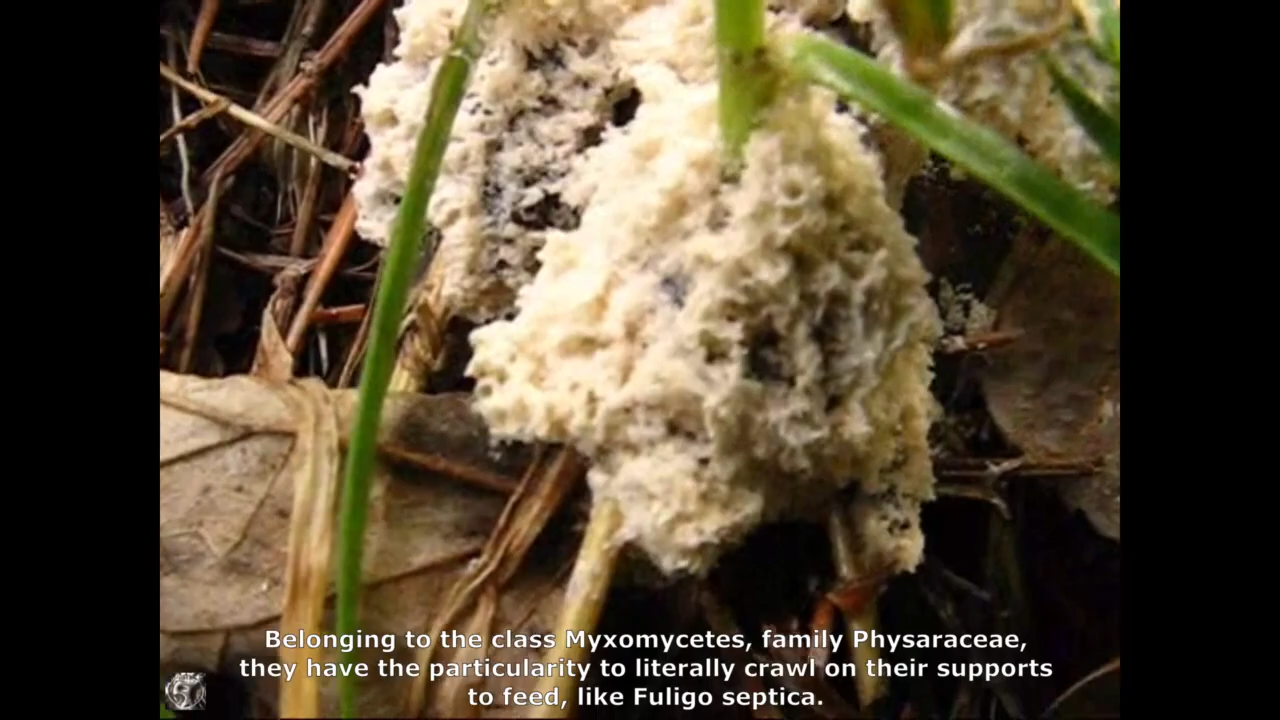 Belonging to the class Myxomycetes, family Physaraceae,
they have the particularity to literally crawl on their supports
to feed, like Fuligo septica.